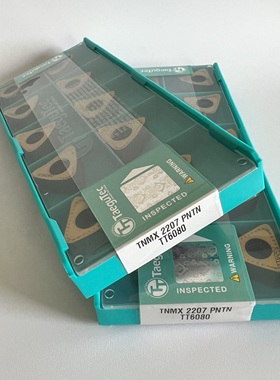 TaeguTec
TaeguTec
WARNING
INSPECTED
TNMX 2207 PNTN
TT6080
WARNING
INSPECTED
TNMX 2207 PNTN
TT6080